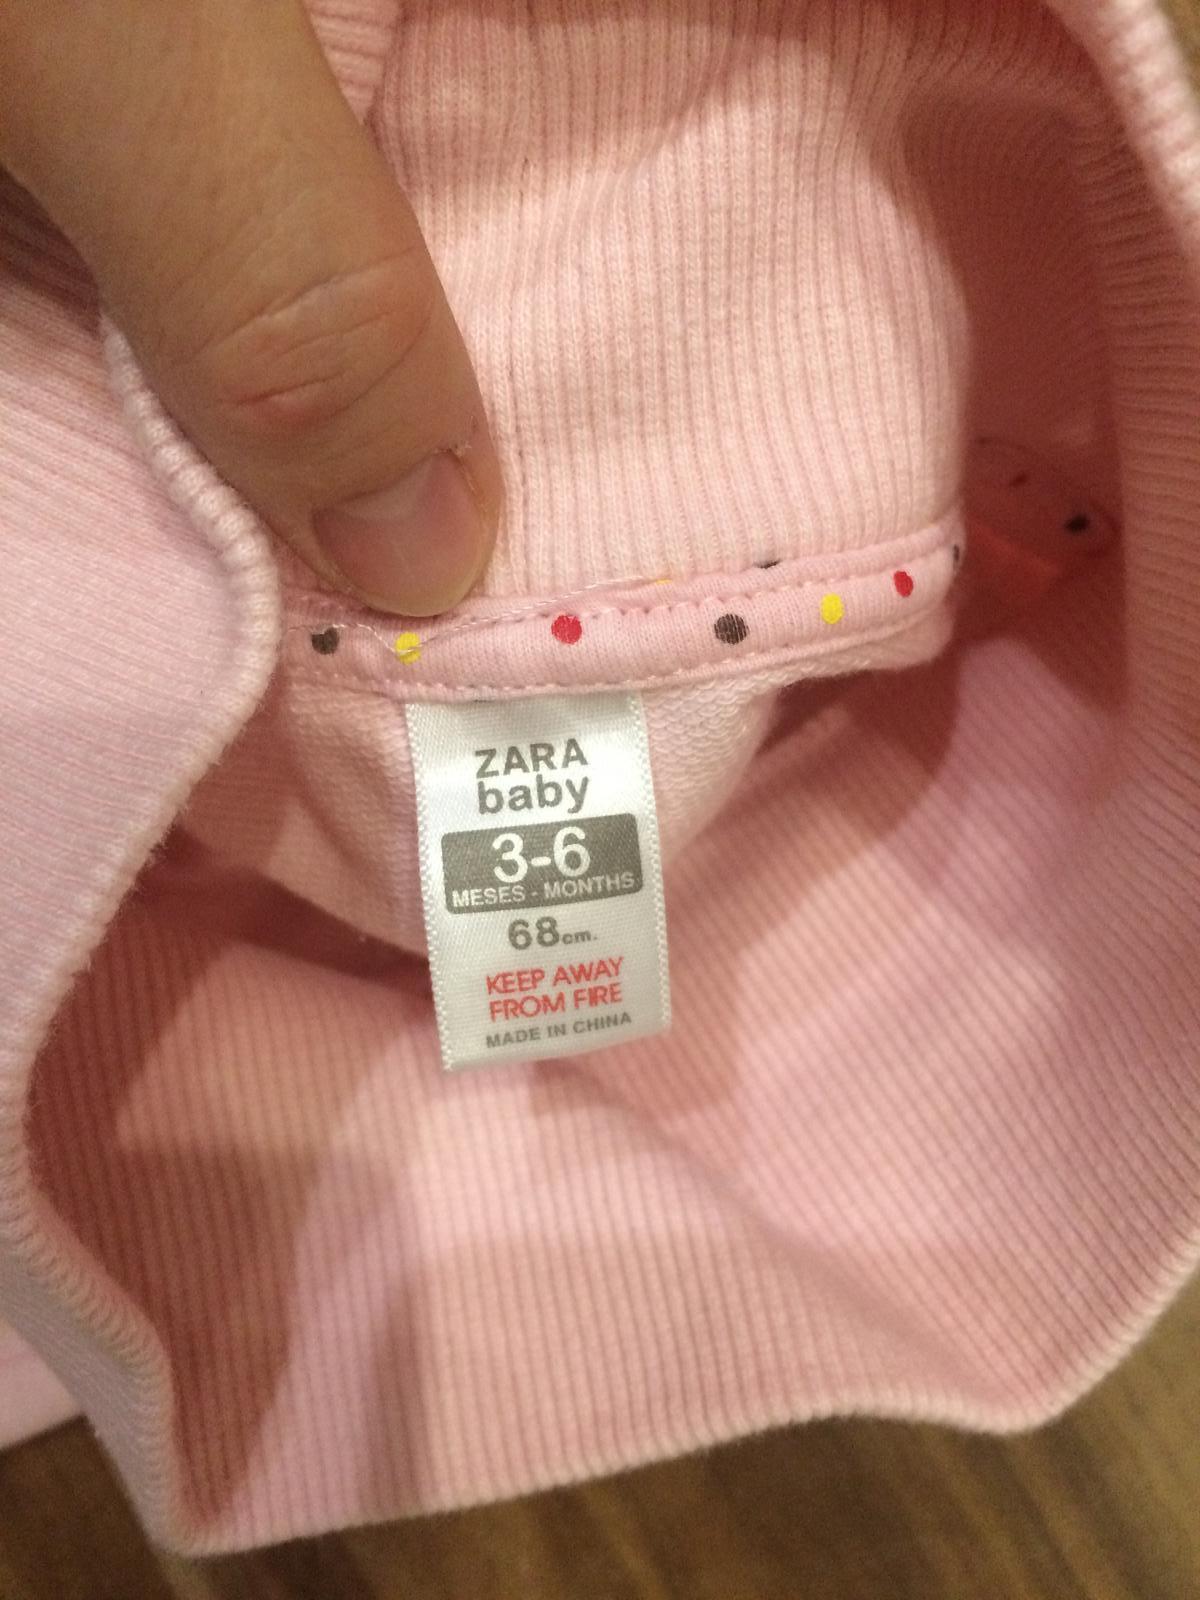 ZARA
baby
3-6
MESES - MONTHS
68cm.
KEEP AWAY
FROM FIRE
MADE IN CHINA